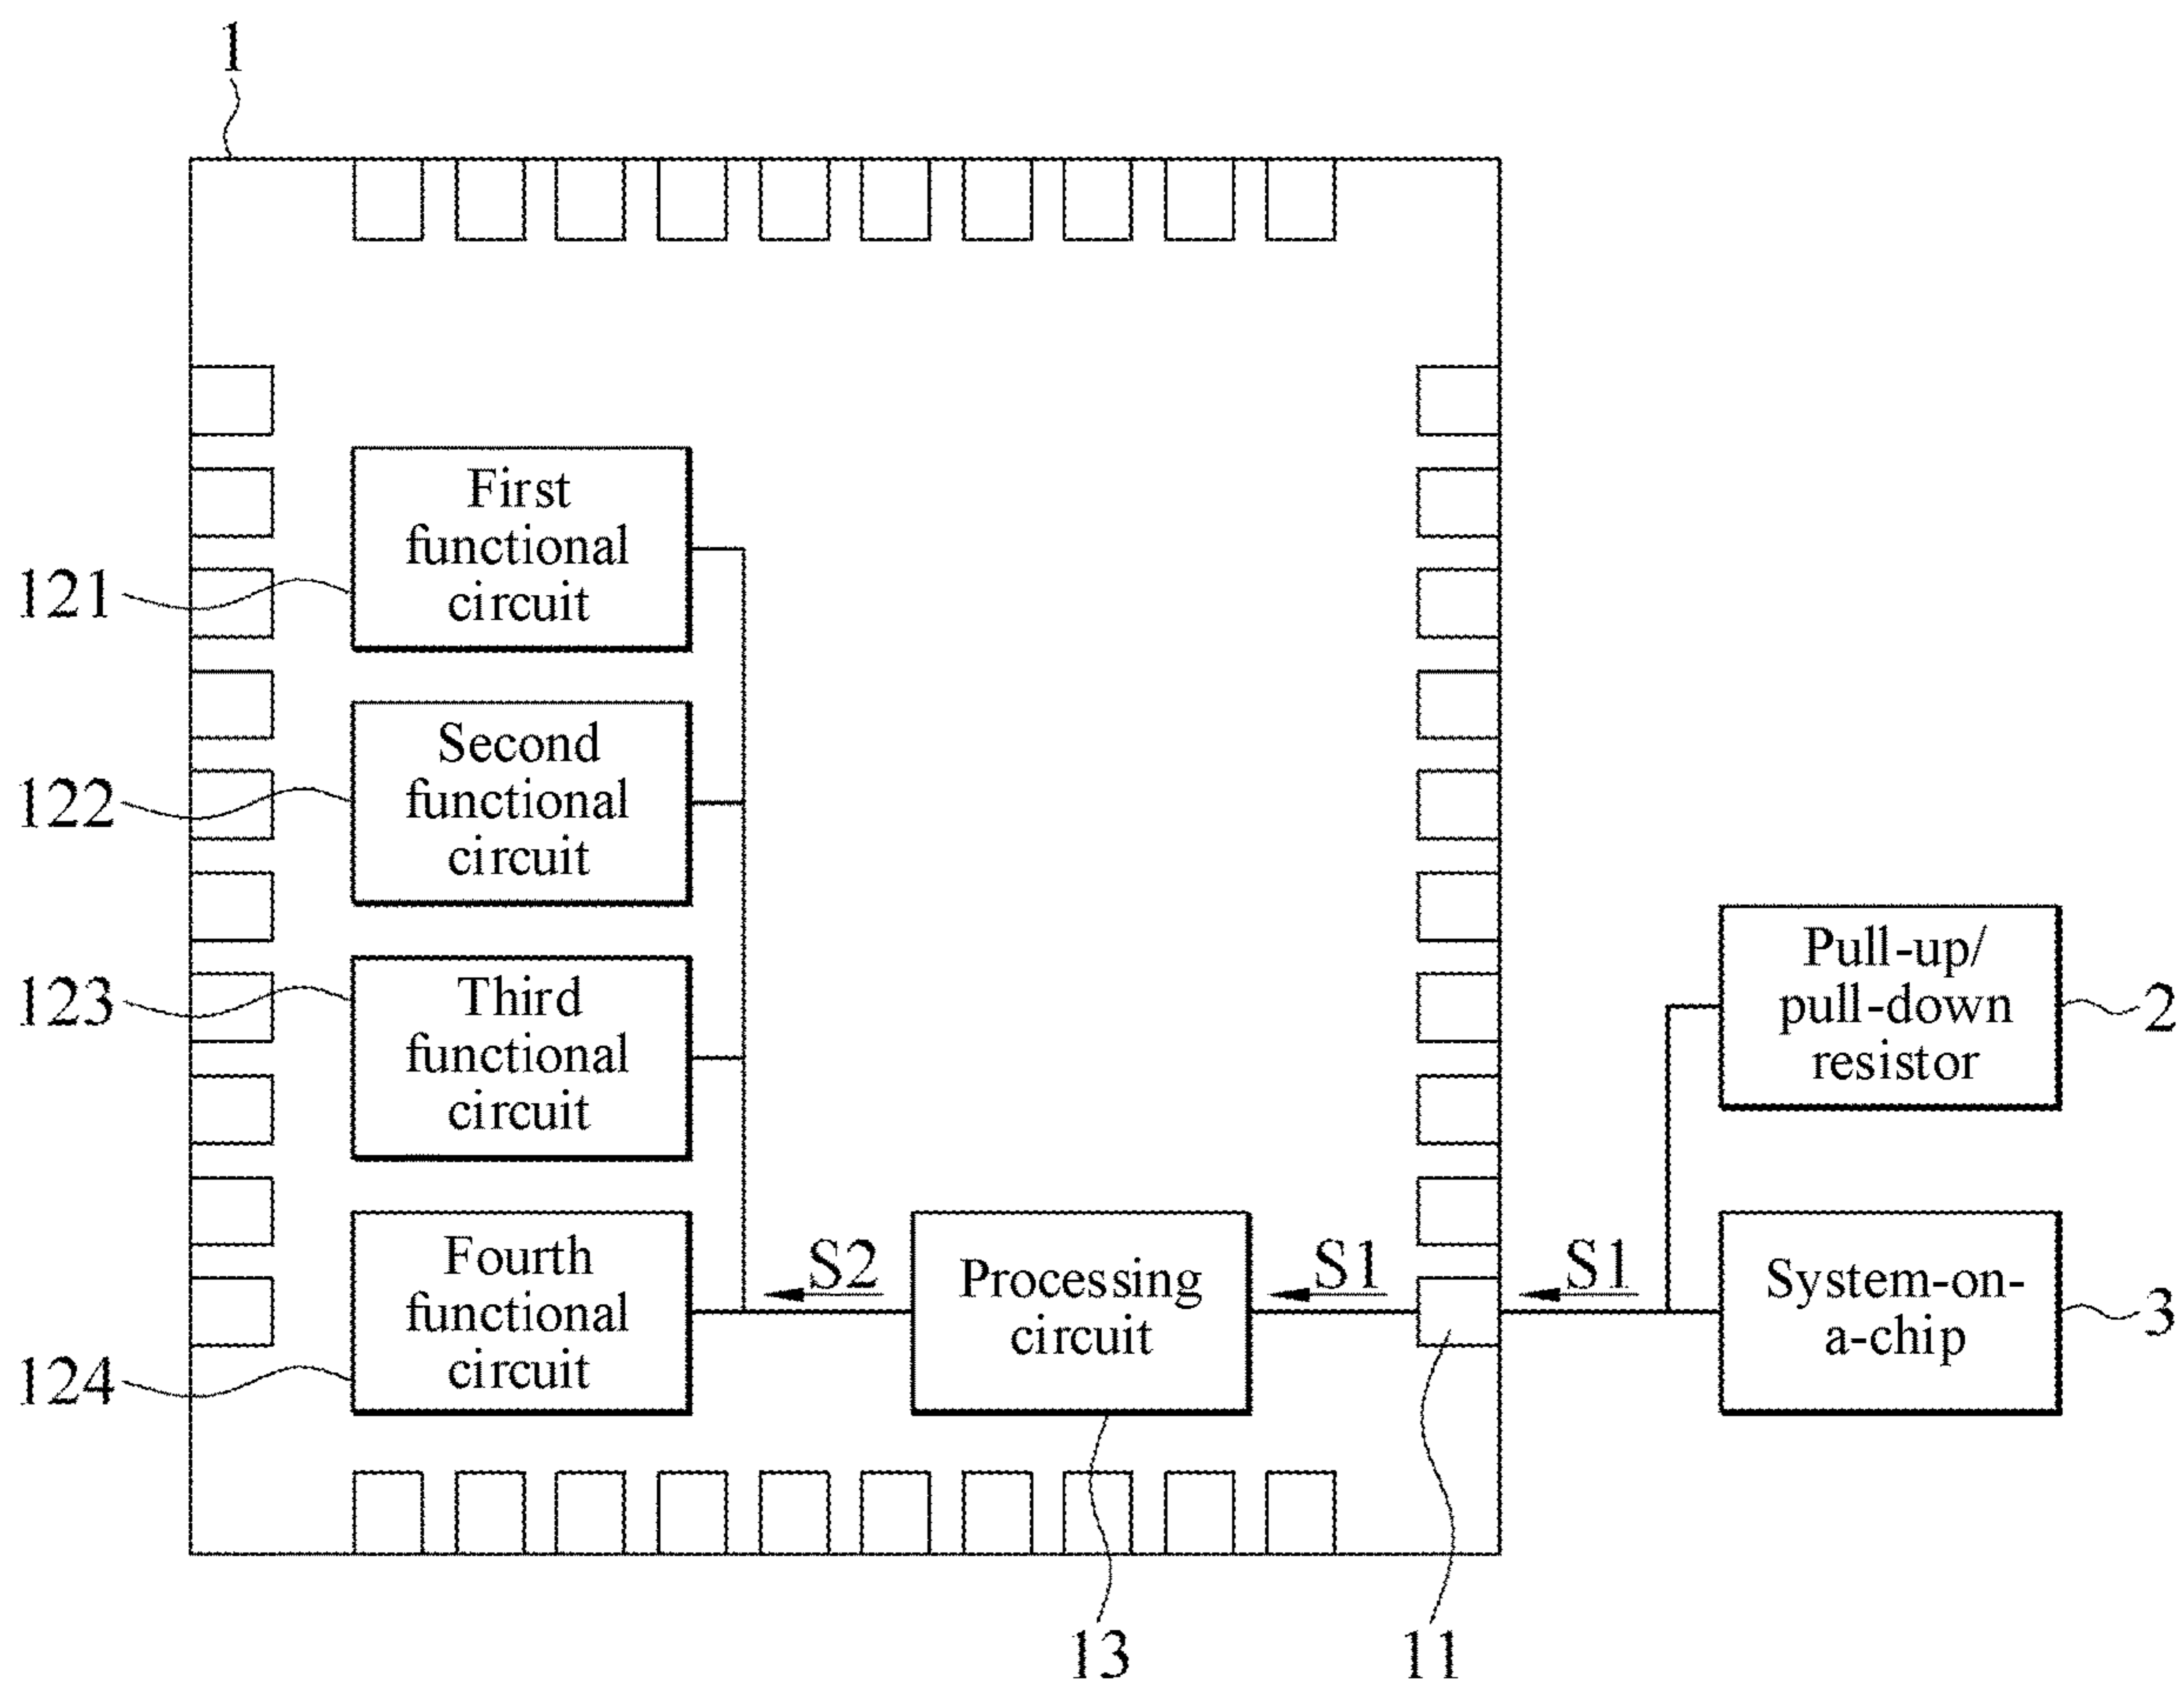 1
First
functional
circuit
121
Second
functional
circuit
122
Third
functional
circuit
123
Pull-up/
pull-down
resistor
2
Fourth
functional
circuit
124
S2
Processing
circuit
S1
S1
System-on-
a-chip
3
13
11